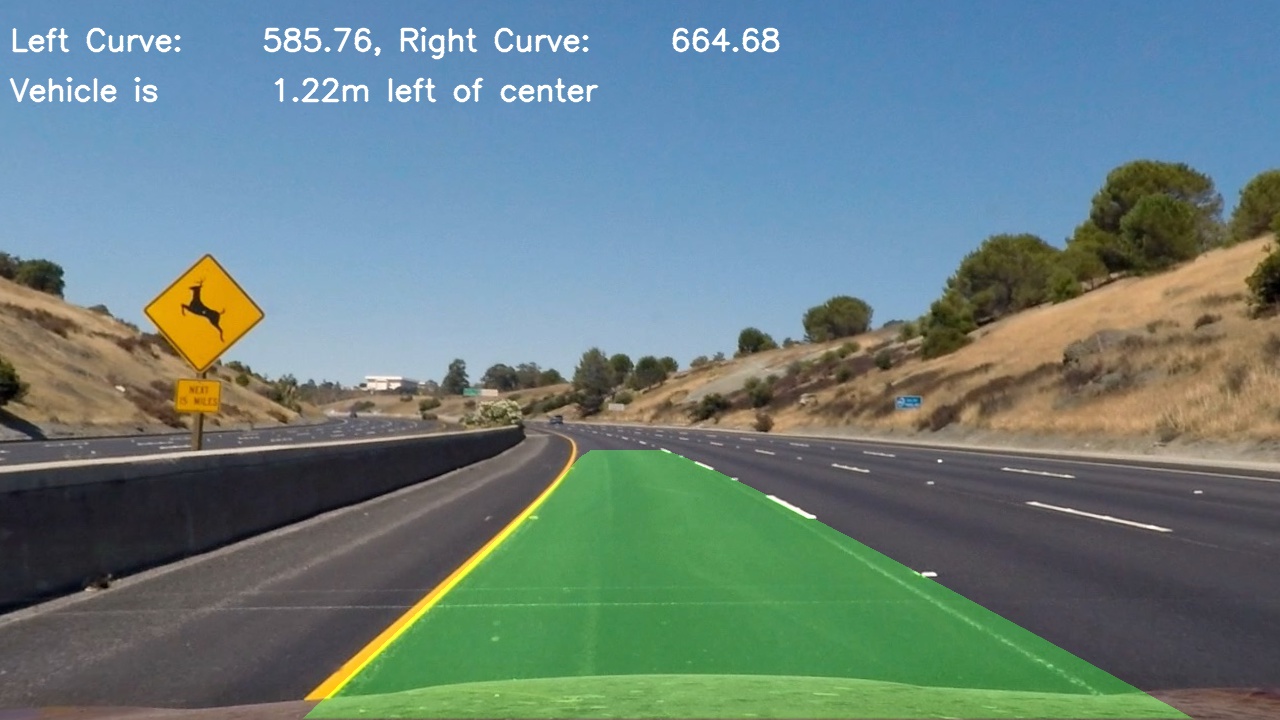 Left Curve: 585.76, Right Curve: 664.68
Vehicle is 1.22m left of center
NEXT
15 MILES